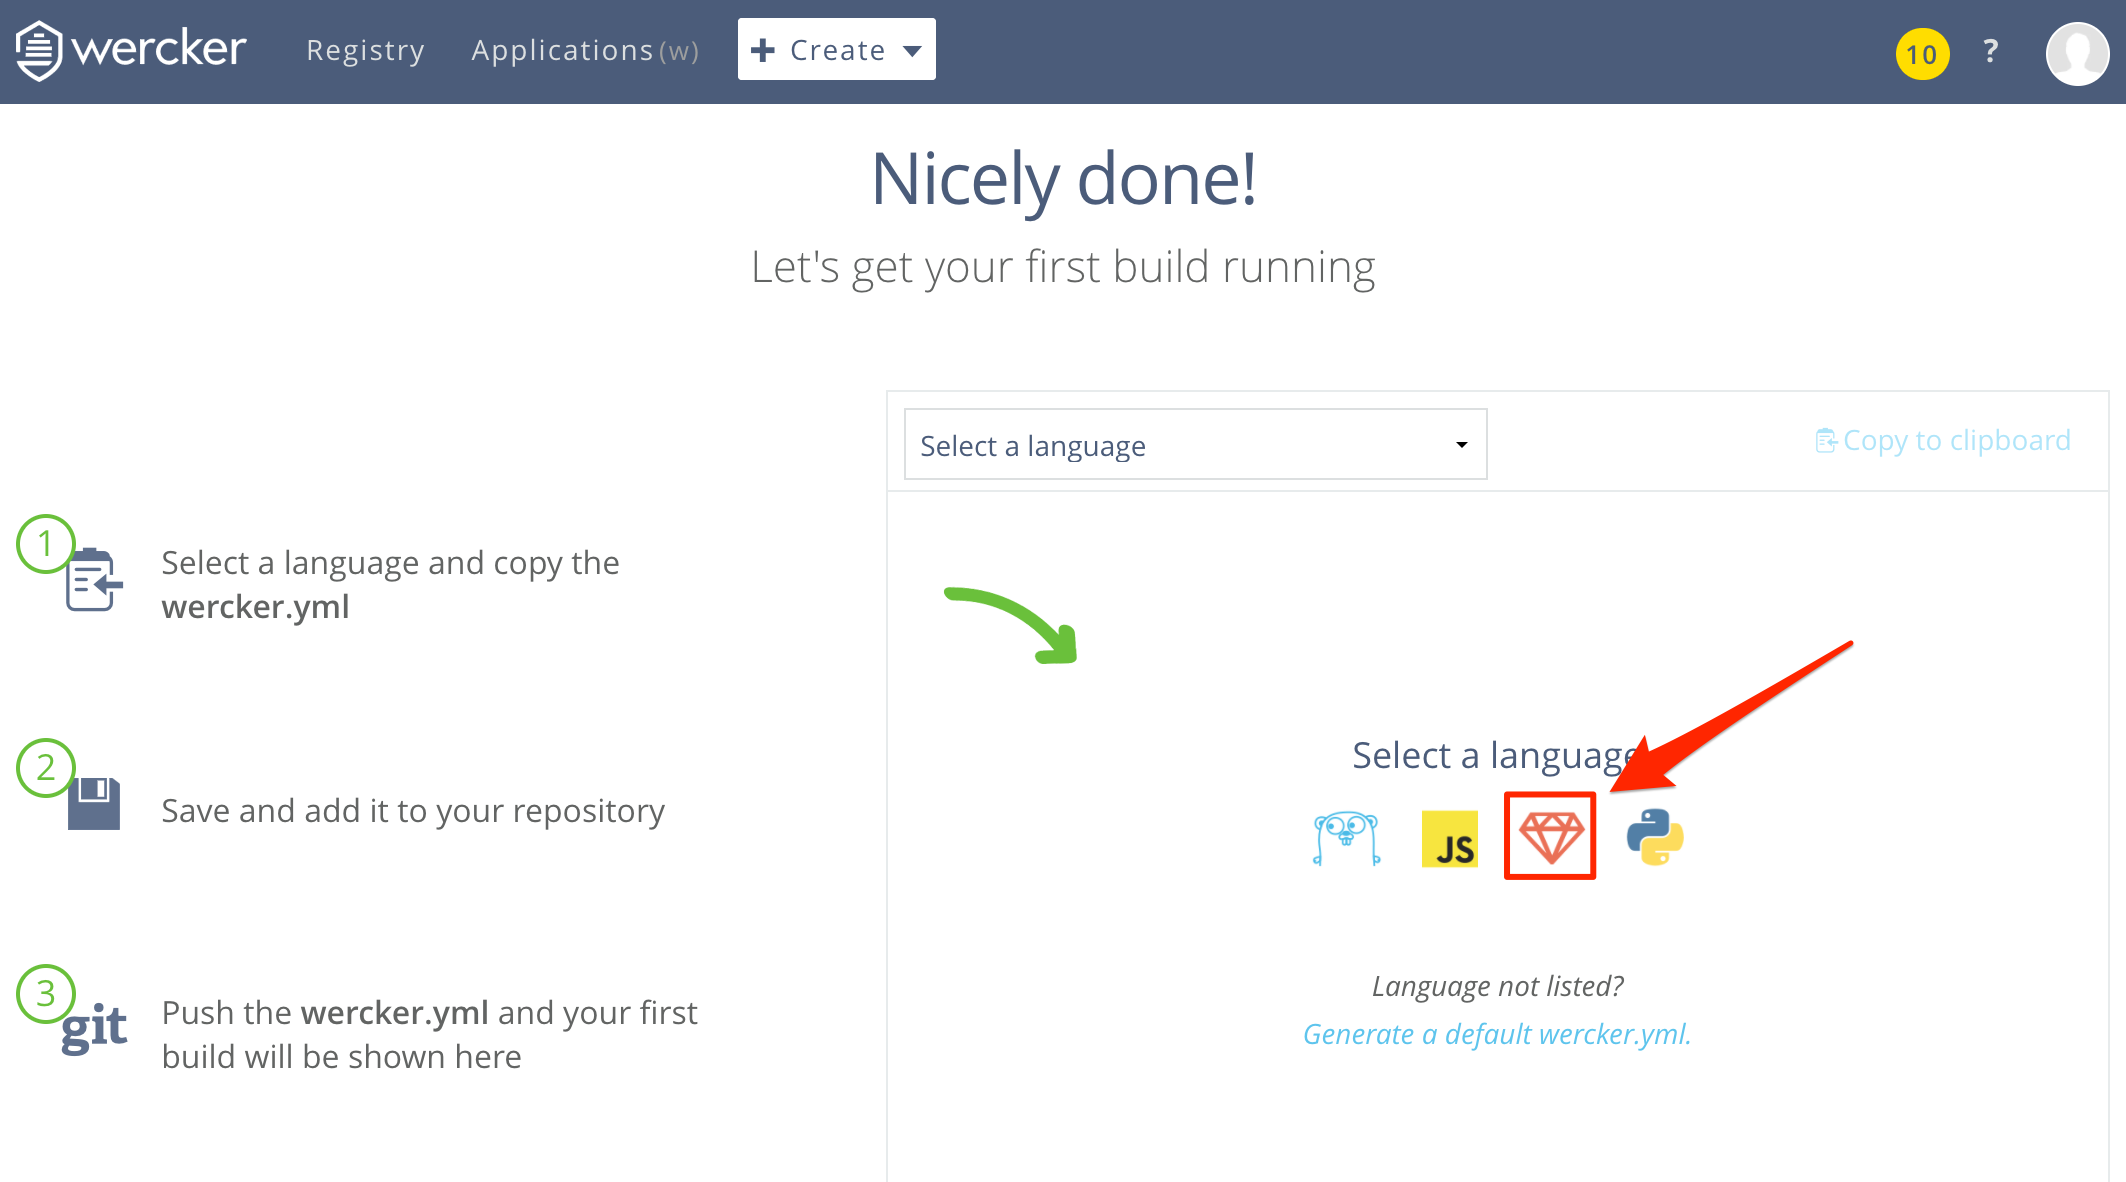 wercker
Registry
Applications(w)
Create
10
?
Nicely done!
Let's get your first build running
Select a language
Copy to clipboard
1
Select a language and copy the
wercker.yml
2
Save and add it to your repository
3
git
Push the wercker.yml and your first
build will be shown here
Select a language
JS
Language not listed?
Generate a default wercker.yml.